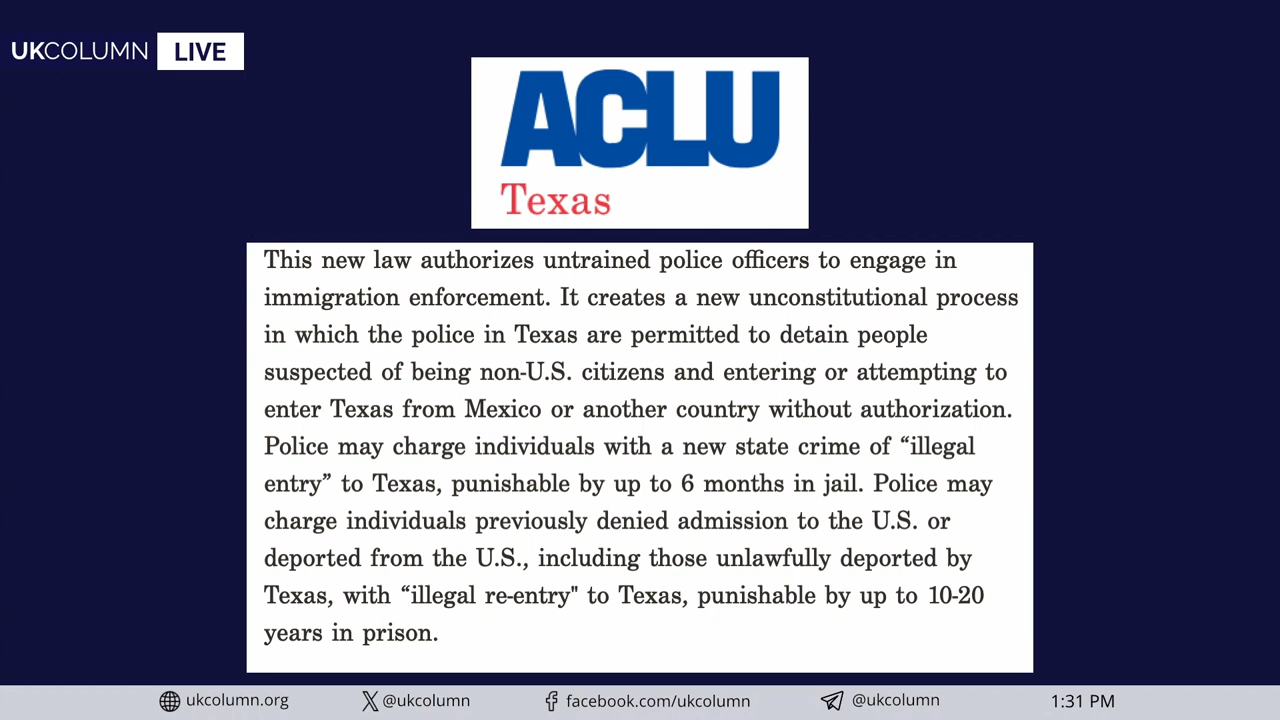 UKCOLUMN LIVE
ACLU
Texas
This new law authorizes untrained police officers to engage in
immigration enforcement. It creates a new unconstitutional process
in which the police in Texas are permitted to detain people
suspected of being non-U.S. citizens and entering or attempting to
enter Texas from Mexico or another country without authorization.
Police may charge individuals with a new state crime of “illegal
entry” to Texas, punishable by up to 6 months in jail. Police may
charge individuals previously denied admission to the U.S. or
deported from the U.S., including those unlawfully deported by
Texas, with “illegal re-entry" to Texas, punishable by up to 10-20
years in prison.
ukcolumn.org @ukcolumn facebook.com/ukcolumn @ukcolumn 1:31 PM